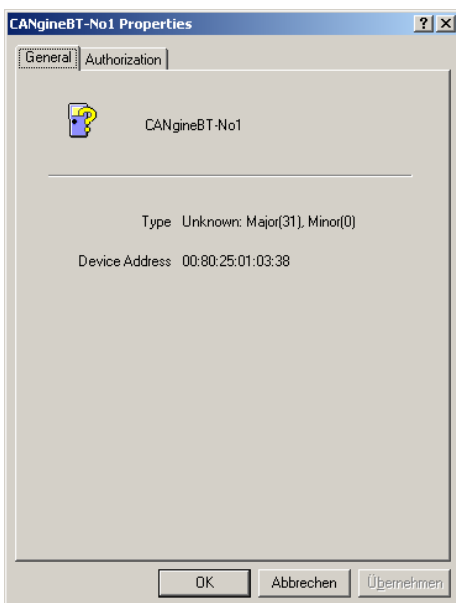 CANgineBT-No1 Properties
General Authorization
CANgineBT-No1
Type Unknown: Major(31), Minor(0)
Device Address 00:80:25:01:03:38
OK Abbrechen Übernehmen